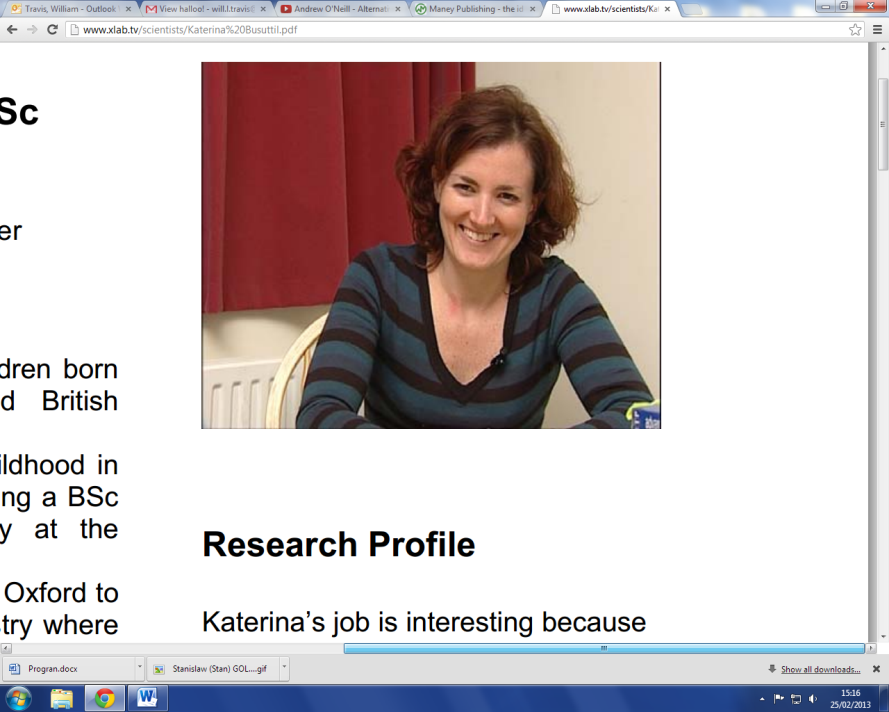 Travis, William - Outlook
View halloo! - will.l.travis
Andrew O'Neill - Alternati
Maney Publishing - the id
www.xlab.tv/scientists/Kat
www.xlab.tv/scientists/Katerina%20Busuttil.pdf
Sc
er
dren born
d British
ildhood in
ng a BSc
y at the
Oxford to
stry where
Research Profile
Katerina's job is interesting because
Progran.docx
Stanislaw (Stan) GOL....gif
Show all downloads...
15:16
25/02/2013